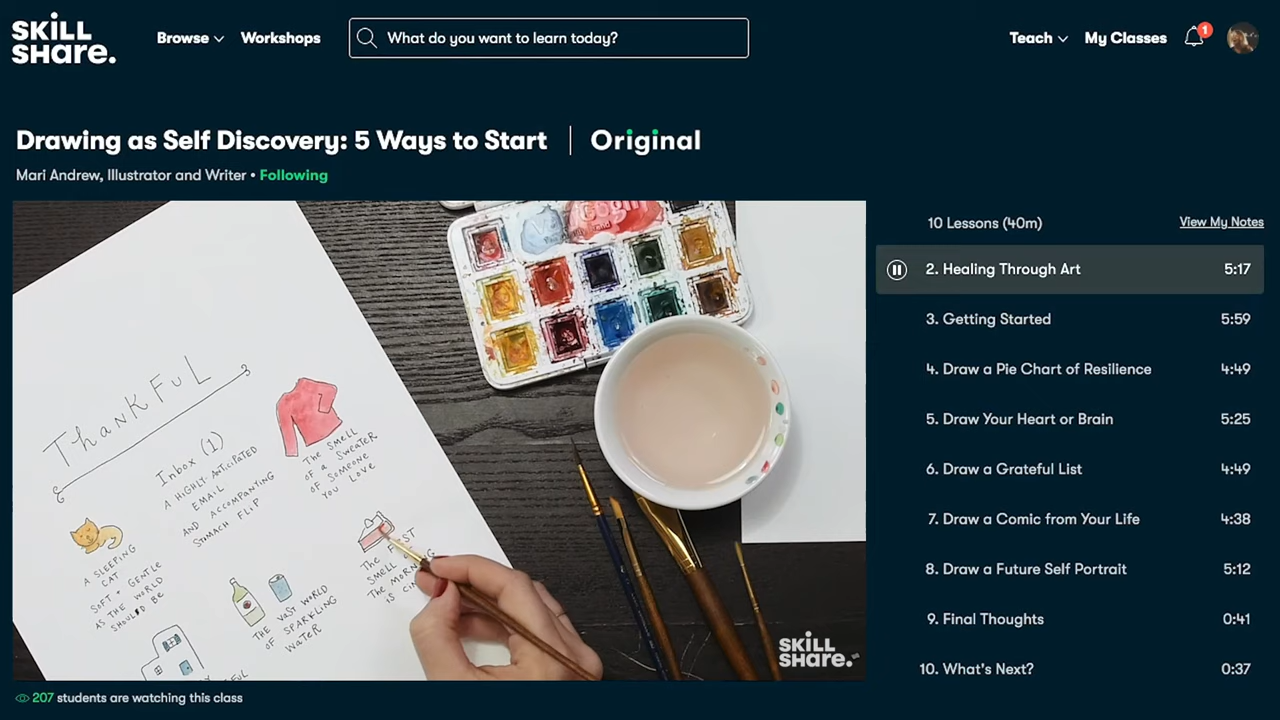 SKILL
SHARE.
Browse
Workshops
What do you want to learn today?
Teach
My Classes
1
Drawing as Self Discovery: 5 Ways to Start | Original
Mari Andrew, Illustrator and Writer • Following
THANKFUL
Inbox (1)
A HIGHLY-ANTICIPATED
EMAIL
AND ACCOMPANYING
STOMACH FLIP
THE SMELL
OF A SWEATER
OF SOMEONE
YOU LOVE
A SLEEPING
CAT
SOFT + GENTLE
AS THE WORLD
SHOULD BE
THE VAST WORLD
OF SPARKLING
WATER
THE
SMELL
THE
IS
SKILL
SHARE.
10 Lessons (40m)
View My Notes
2. Healing Through Art 5:17
3. Getting Started 5:59
4. Draw a Pie Chart of Resilience 4:49
5. Draw Your Heart or Brain 5:25
6. Draw a Grateful List 4:49
7. Draw a Comic from Your Life 4:38
8. Draw a Future Self Portrait 5:12
9. Final Thoughts 0:41
10. What's Next? 0:37
207 students are watching this class